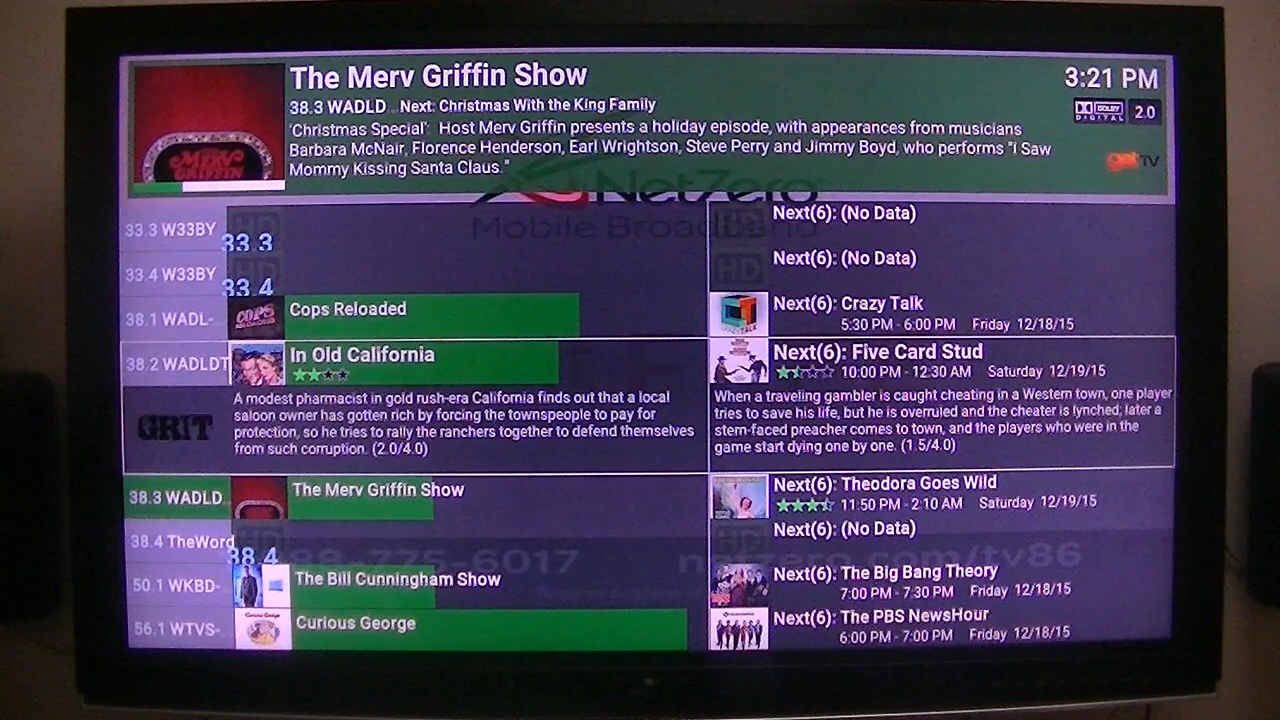 The Merv Griffin Show
3:21 PM
38.3 WADLD Next: Christmas With the King Family
DOLBY DIGITAL 2.0
'Christmas Special' Host Merv Griffin presents a holiday episode, with appearances from musicians
Barbara McNair, Florence Henderson, Earl Wrightson, Steve Perry and Jimmy Boyd, who performs "I Saw
Mommy Kissing Santa Claus."
MERV GRIFFIN
getTV
NetZero
Mobile Broadband
33.3 W33BY
HD
33.3
HD
Next(6): (No Data)
33.4 W33BY
HD
33.4
HD
Next(6): (No Data)
38.1 WADL-
COPS RELOADED
Cops Reloaded
Next(6): Crazy Talk
5:30 PM - 6:00 PM Friday 12/18/15
38.2 WADLDT
In Old California
Next(6): Five Card Stud
10:00 PM - 12:30 AM Saturday 12/19/15
GRIT
A modest pharmacist in gold rush-era California finds out that a local
saloon owner has gotten rich by forcing the townspeople to pay for
protection, so he tries to rally the ranchers together to defend themselves
from such corruption. (2.0/4.0)
When a traveling gambler is caught cheating in a Western town, one player
tries to save his life, but he is overruled and the cheater is lynched; later a
stern-faced preacher comes to town, and the players who were in the
game start dying one by one. (1.5/4.0)
38.3 WADLD
The Merv Griffin Show
Next(6): Theodora Goes Wild
11:50 PM - 2:10 AM Saturday 12/19/15
38.4 TheWord
38.4
Next(6): (No Data)
775-6017
netzero.com/tv86
50.1 WKBD-
The Bill Cunningham Show
Next(6): The Big Bang Theory
7:00 PM - 7:30 PM Friday 12/18/15
56.1 WTVS-
Curious George
Next(6): The PBS NewsHour
6:00 PM - 7:00 PM Friday 12/18/15